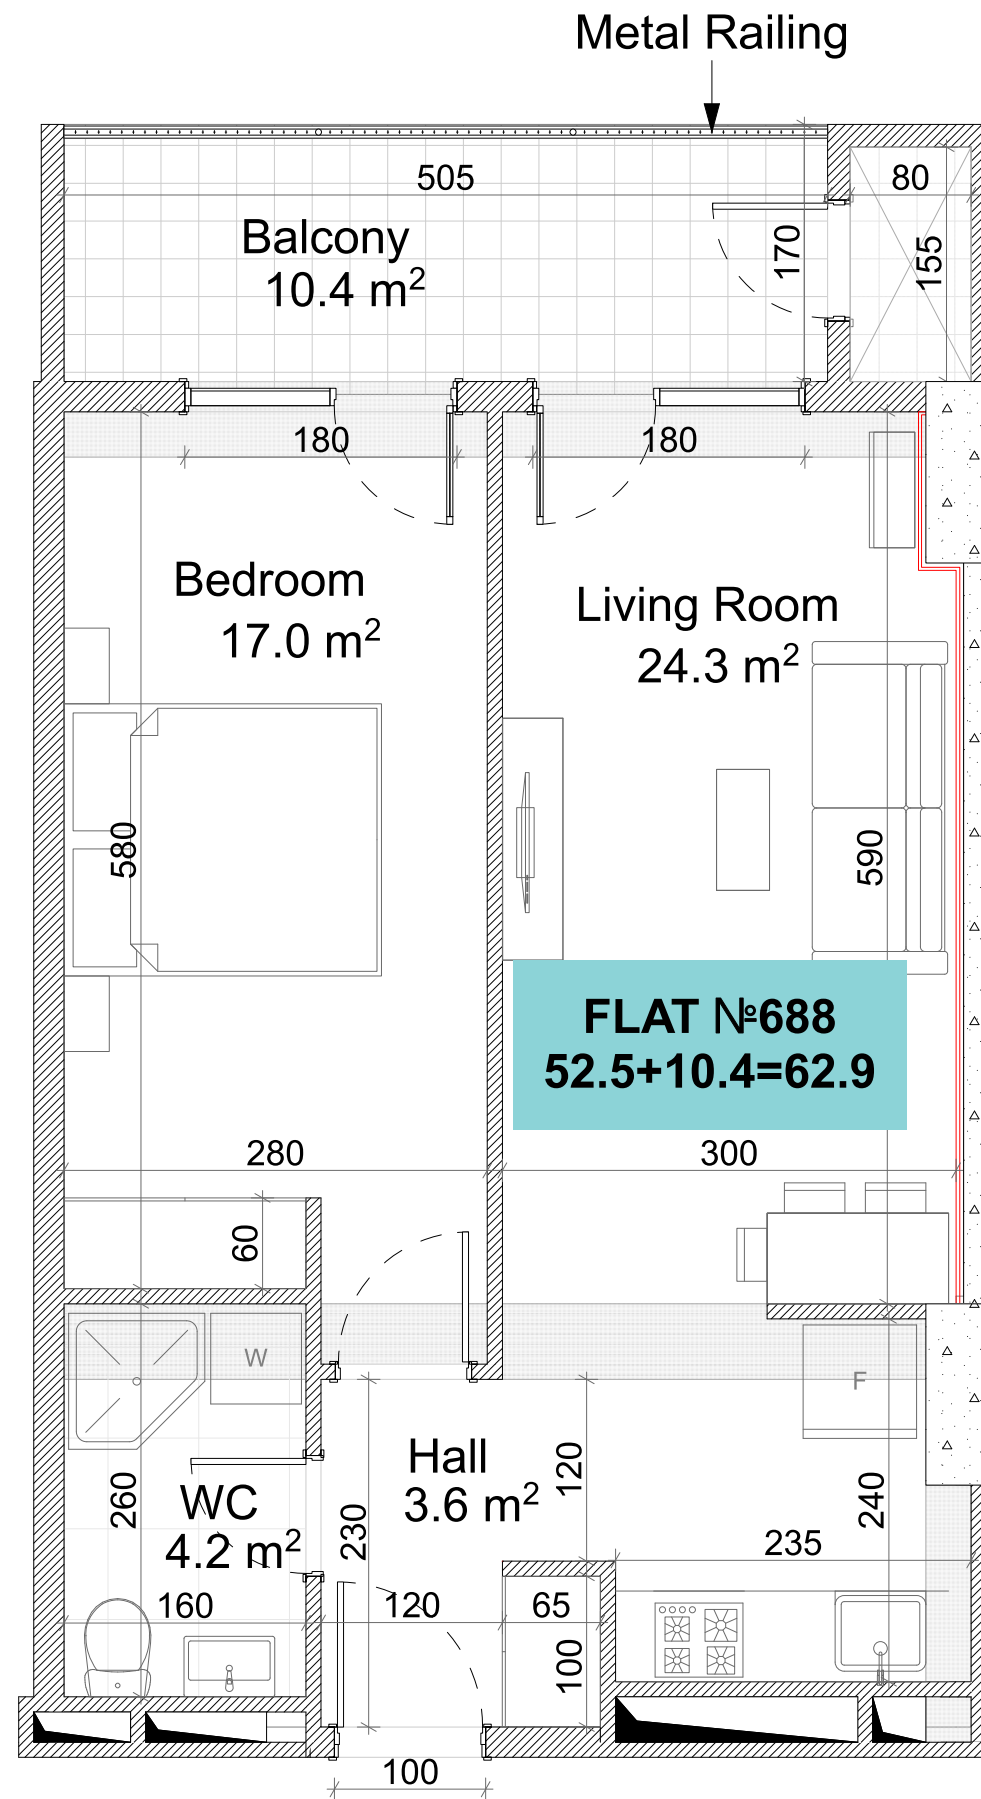 Metal Railing
505
80
Balcony
10.4 m²
170
155
180
180
Bedroom
17.0 m²
Living Room
24.3 m²
580
590
FLAT №688
52.5+10.4=62.9
280
300
60
W
F
Hall
3.6 m²
120
WC
4.2 m²
260
230
240
235
160
120
65
100
100